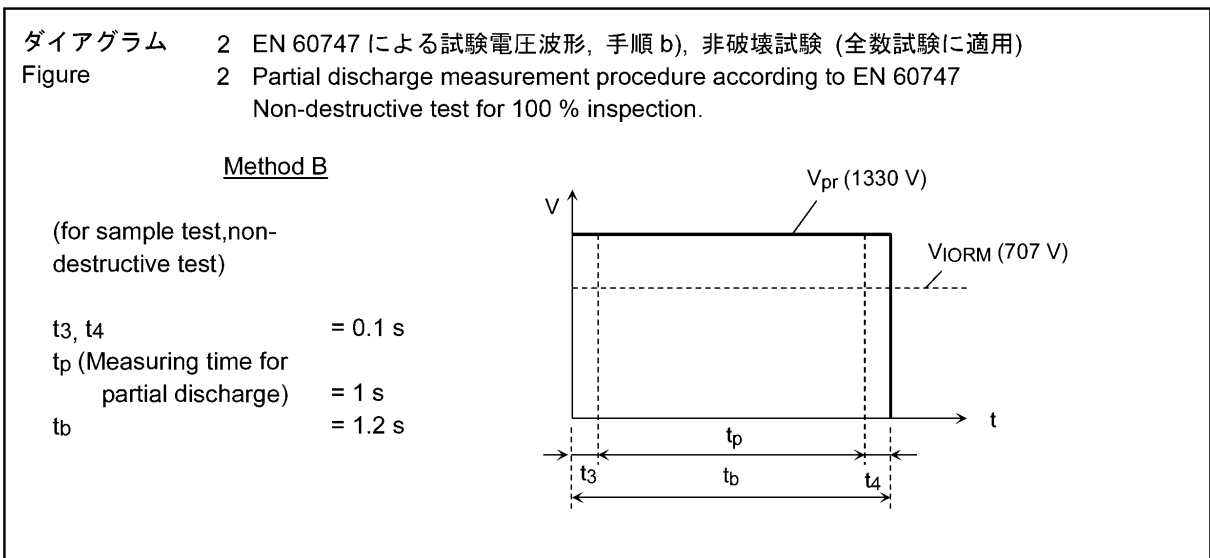 ダイアグラム 2 EN 60747 による試験電圧波形, 手順 b), 非破壊試験 (全数試験に適用)
Figure 2 Partial discharge measurement procedure according to EN 60747
Non-destructive test for 100 % inspection.
Method B
(for sample test,non-
destructive test)
t3, t4 = 0.1 s
tp (Measuring time for
partial discharge) = 1 s
tb = 1.2 s
V
Vpr (1330 V)
VIORM (707 V)
t
tp
t3
tb
t4